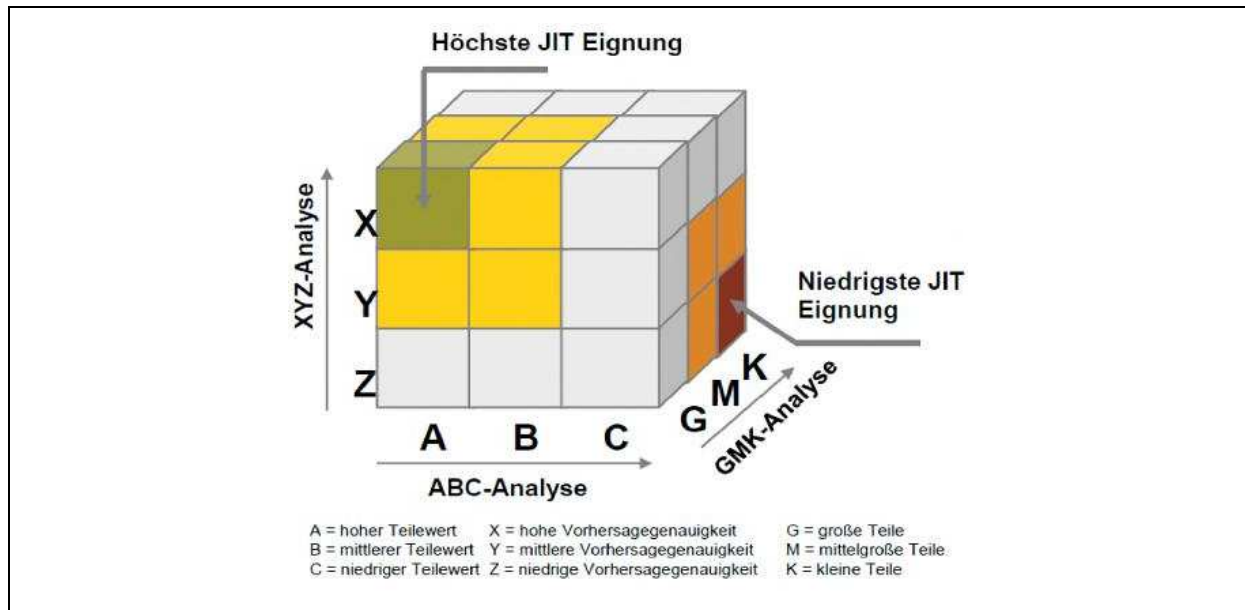 Höchste JIT Eignung
XYZ-Analyse
X
Y
Z
A B C
ABC-Analyse
G
M
K
GMK-Analyse
Niedrigste JIT
Eignung
A = hoher Teilewert X = hohe Vorhersagegenauigkeit G = große Teile
B = mittlerer Teilewert Y = mittlere Vorhersagegenauigkeit M = mittelgroße Teile
C = niedriger Teilewert Z = niedrige Vorhersagegenauigkeit K = kleine Teile